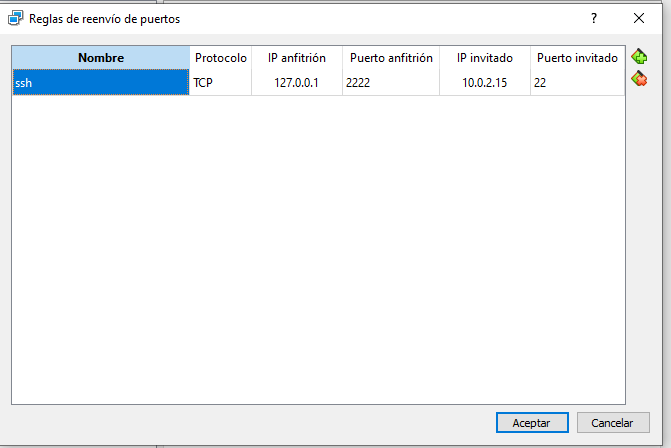 Reglas de reenvío de puertos
?
Nombre Protocolo IP anfitrión Puerto anfitrión IP invitado Puerto invitado
ssh TCP 127.0.0.1 2222 10.0.2.15 22
Aceptar Cancelar